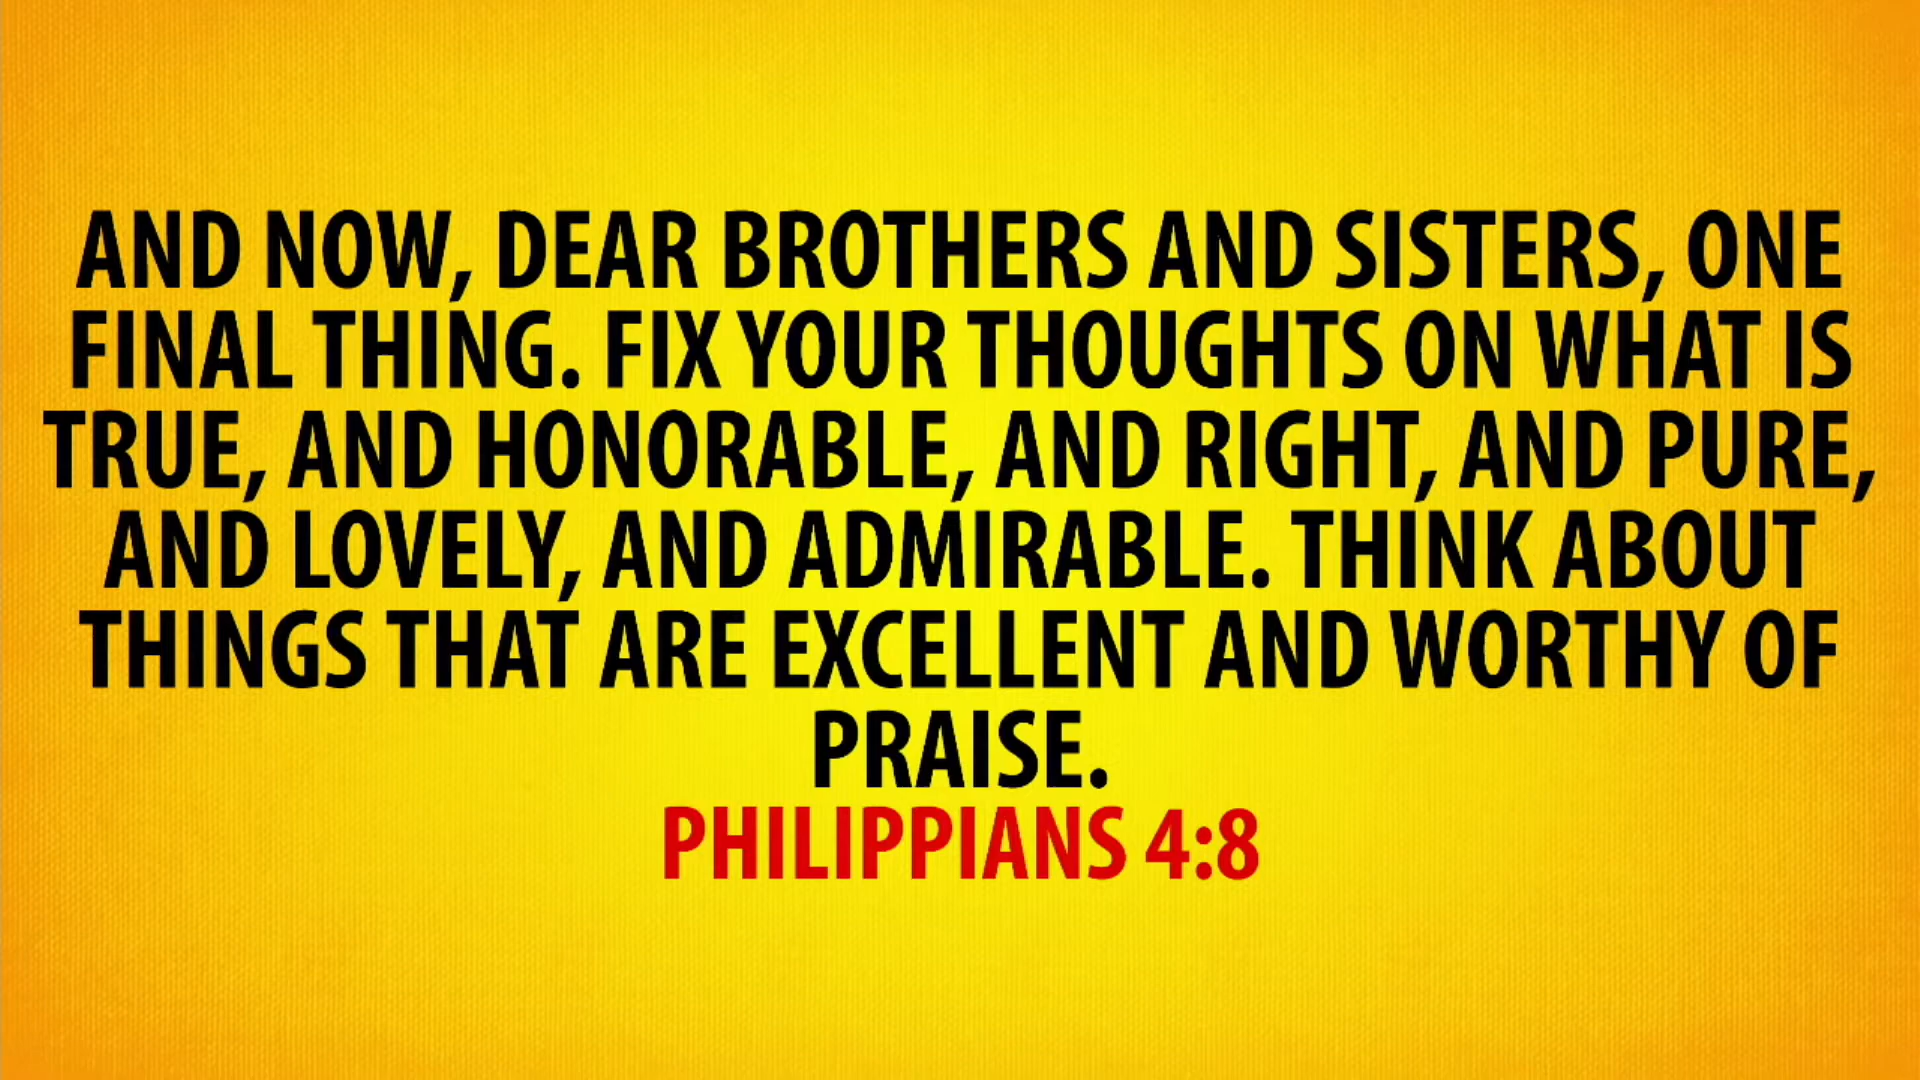 AND NOW, DEAR BROTHERS AND SISTERS, ONE
FINAL THING. FIX YOUR THOUGHTS ON WHAT IS
TRUE, AND HONORABLE, AND RIGHT, AND PURE,
AND LOVELY, AND ADMIRABLE. THINK ABOUT
THINGS THAT ARE EXCELLENT AND WORTHY OF
PRAISE.
PHILIPPIANS 4:8